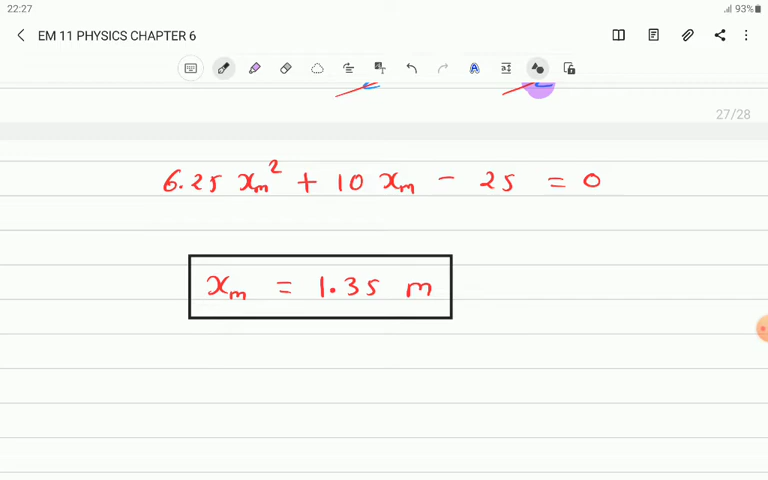 22:27 93%
EM 11 PHYSICS CHAPTER 6
27/28
6.25 xₘ² + 10 xₘ - 25 = 0
xₘ = 1.35 m